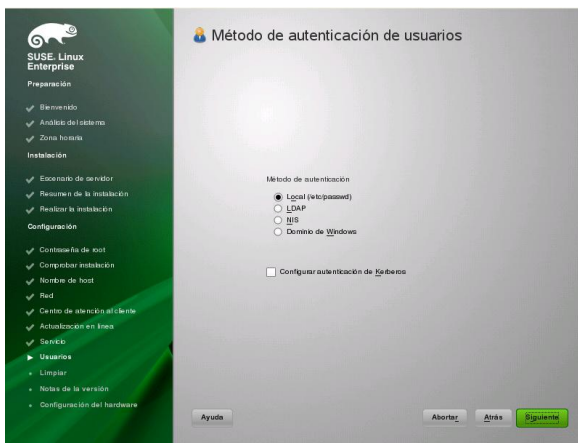 SUSE. Linux
Enterprise
Preparación
Bienvenido
Análisis del sistema
Zona horaria
Instalación
Escenario de servidor
Resumen de la instalación
Realizar la instalación
Configuración
Contraseña de root
Comprobar instalación
Nombre de host
Red
Centro de atención al cliente
Actualización en línea
Servicio
Usuarios
Limpiar
Notas de la versión
Configuración del hardware
Método de autenticación de usuarios
Método de autenticación
Local (/etc/passwd)
LDAP
NIS
Dominio de Windows
Configurar autenticación de Kerberos
Ayuda
Abortar
Atrás
Siguiente